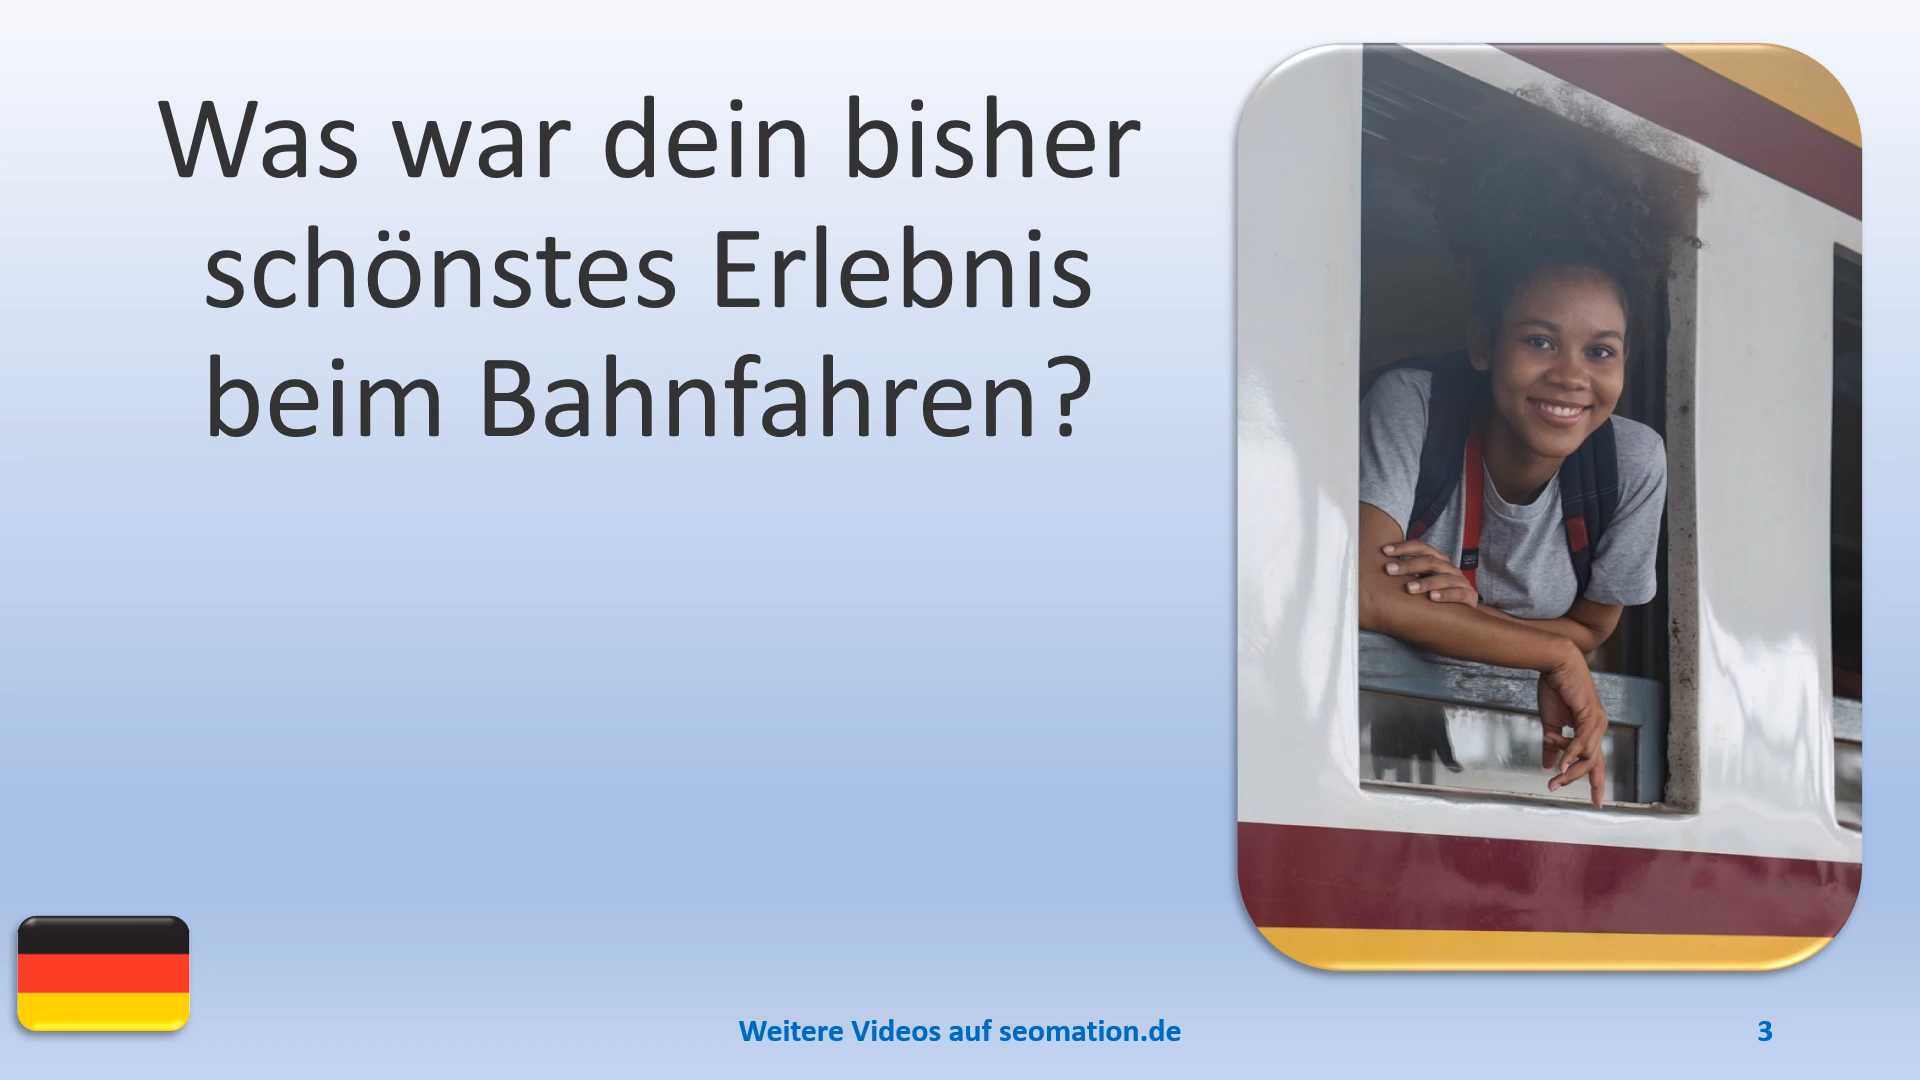 Was war dein bisher
schönstes Erlebnis
beim Bahnfahren?
Weitere Videos auf seomation.de
3